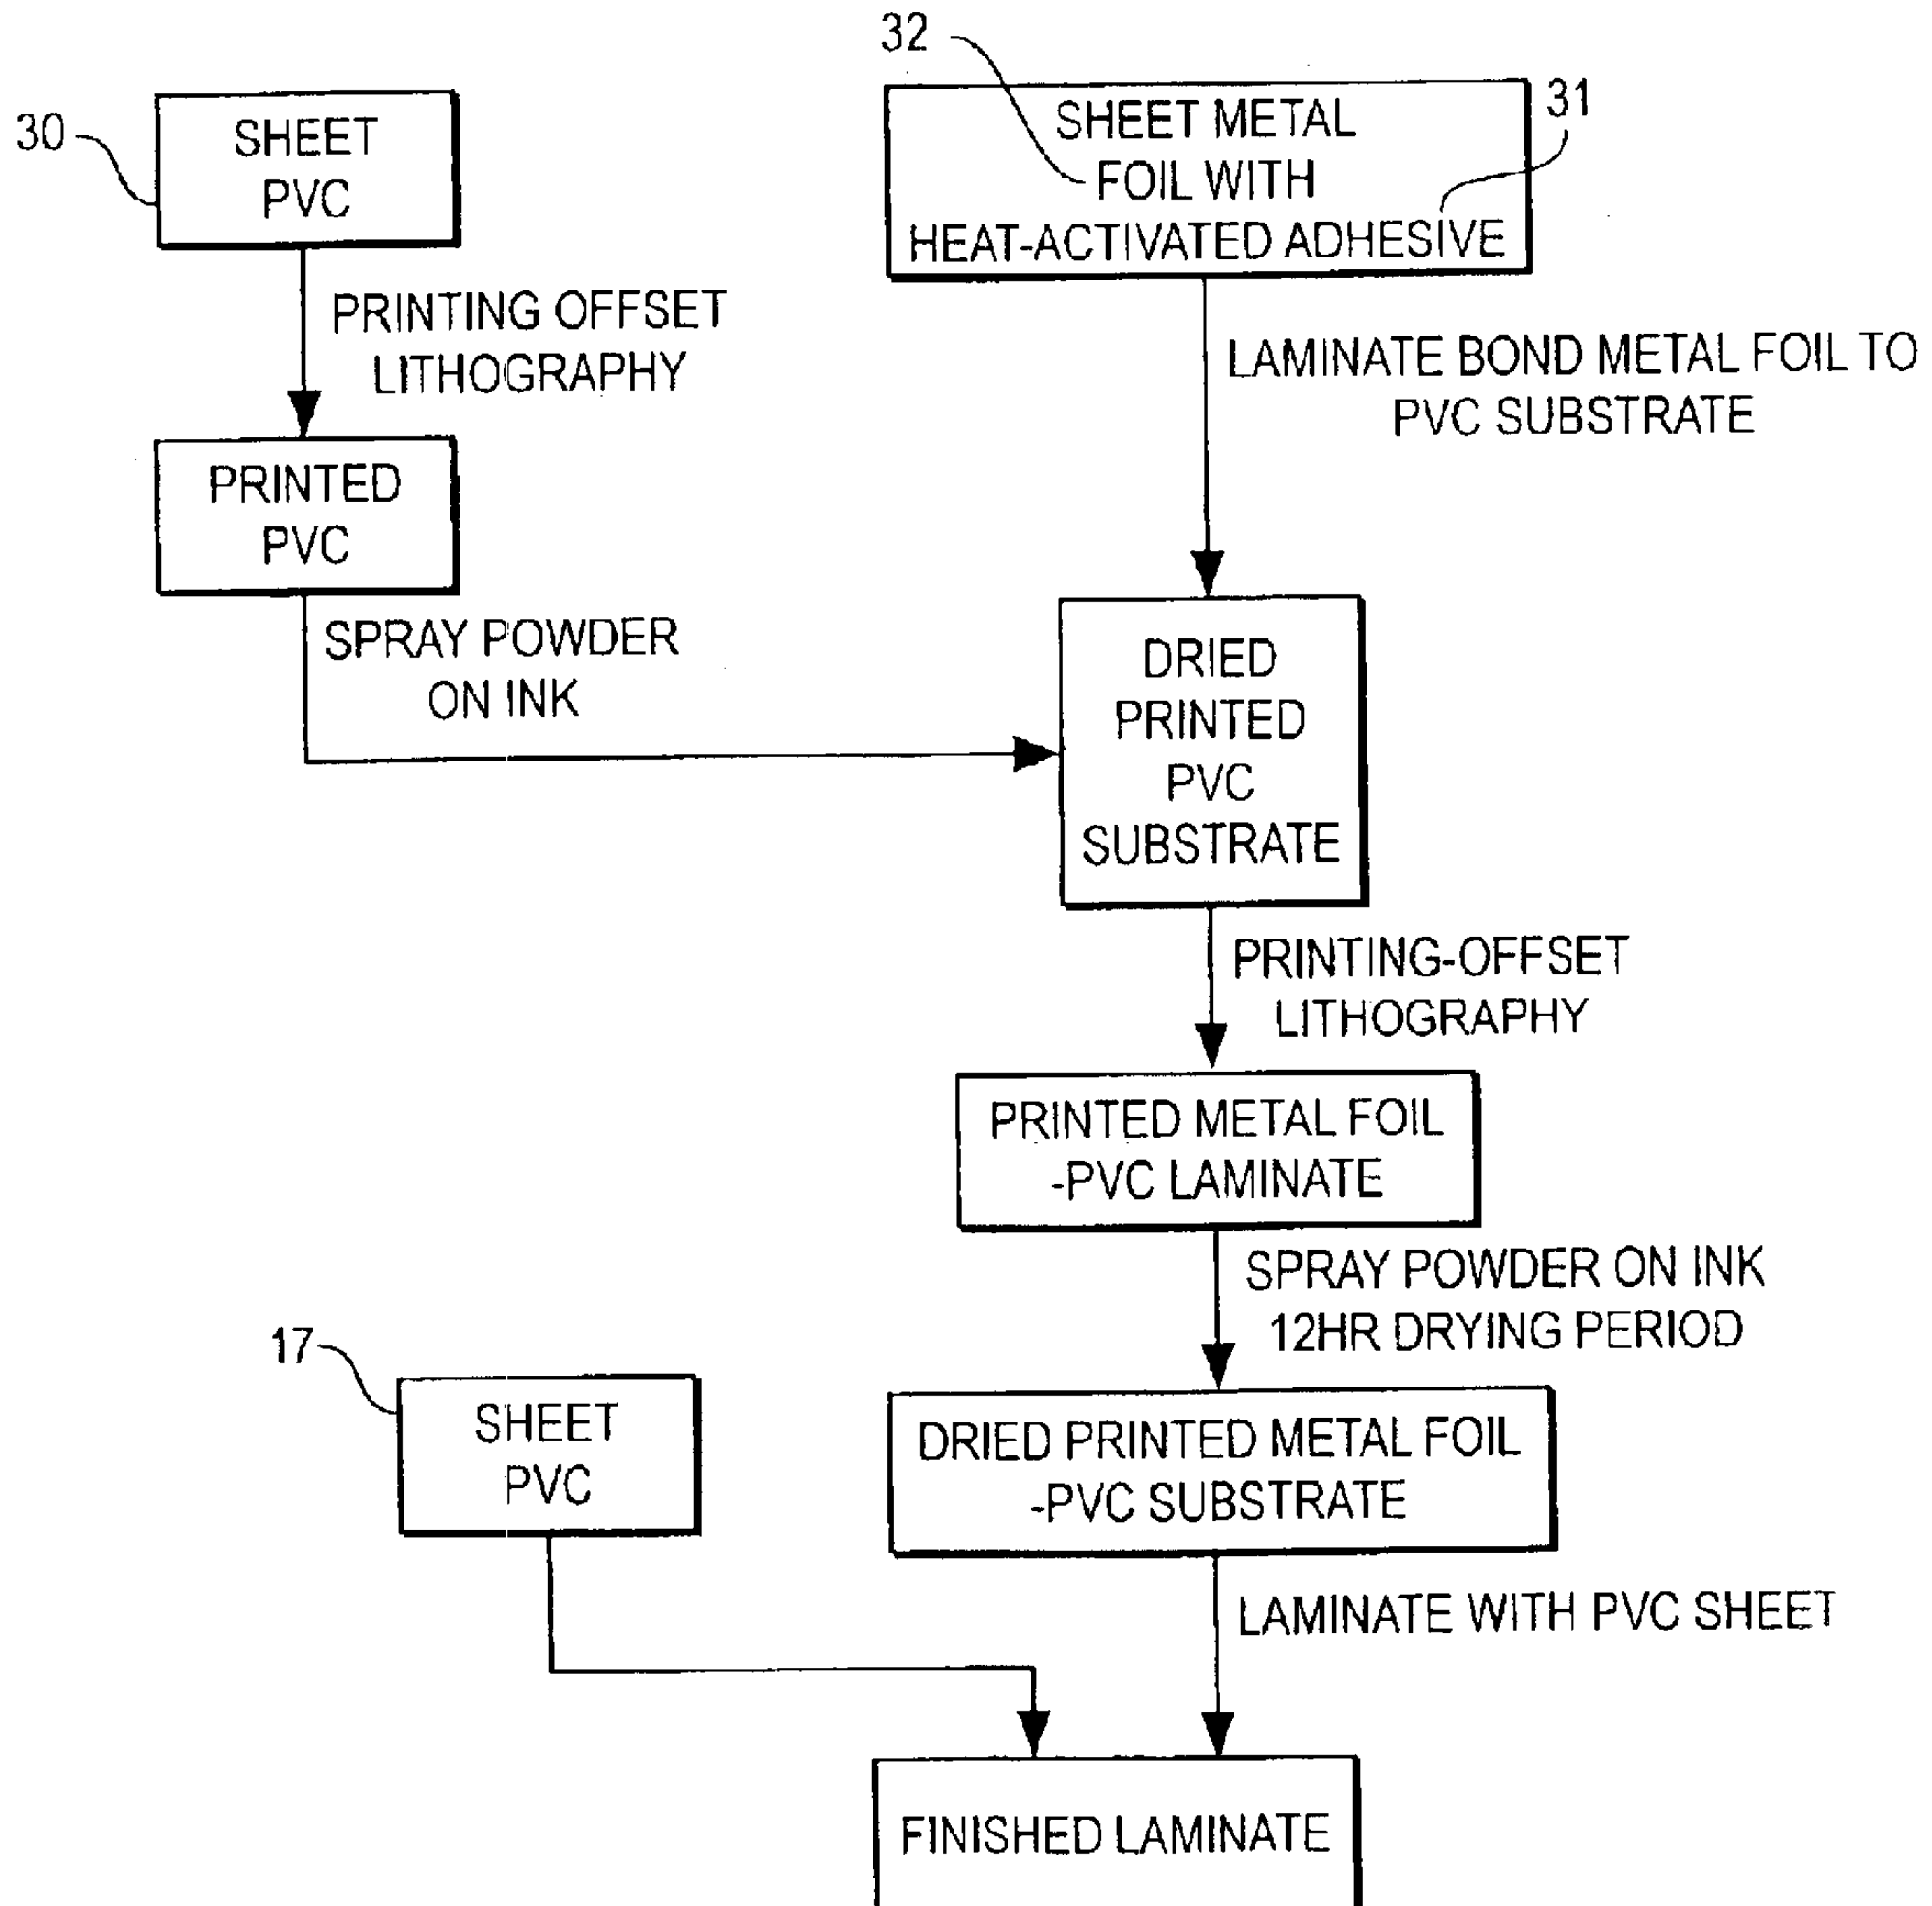 32
30
SHEET
PVC
31
SHEET METAL
FOIL WITH
HEAT-ACTIVATED ADHESIVE
PRINTING OFFSET
LITHOGRAPHY
LAMINATE BOND METAL FOIL TO
PVC SUBSTRATE
PRINTED
PVC
SPRAY POWDER
ON INK
DRIED
PRINTED
PVC
SUBSTRATE
PRINTING-OFFSET
LITHOGRAPHY
PRINTED METAL FOIL
-PVC LAMINATE
SPRAY POWDER ON INK
12HR DRYING PERIOD
17
SHEET
PVC
DRIED PRINTED METAL FOIL
-PVC SUBSTRATE
LAMINATE WITH PVC SHEET
FINISHED LAMINATE